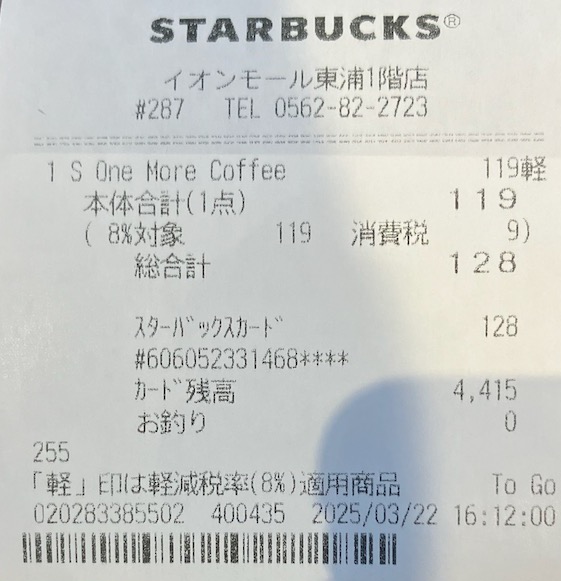 STARBUCKS®
イオンモール東浦1階店
#287 TEL 0562-82-2723
1 S One More Coffee 119軽
本体合計(1点) 119
( 8%対象 119 消費税 9)
総合計 128
ｽﾀｰﾊﾞｯｸｽｶｰﾄﾞ 128
#606052331468****
ｶｰﾄﾞ残高 4,415
お釣り 0
255
「軽」印は軽減税率(8%)適用商品 To Go
020283385502 400435 2025/03/22 16:12:00